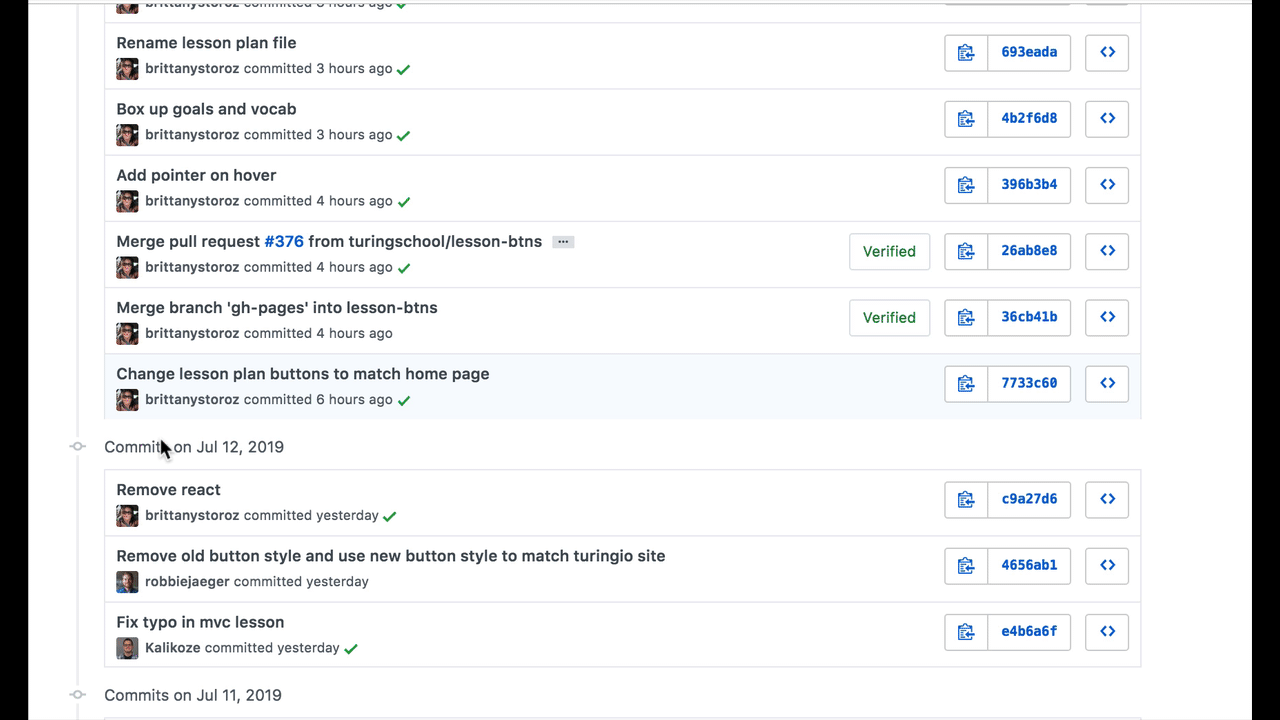 brittanystoroz committed 3 hours ago
Rename lesson plan file
brittanystoroz committed 3 hours ago
693eada
Box up goals and vocab
brittanystoroz committed 3 hours ago
4b2f6d8
Add pointer on hover
brittanystoroz committed 4 hours ago
396b3b4
Merge pull request #376 from turingschool/lesson-btns
brittanystoroz committed 4 hours ago
Verified
26ab8e8
Merge branch 'gh-pages' into lesson-btns
brittanystoroz committed 4 hours ago
Verified
36cb41b
Change lesson plan buttons to match home page
brittanystoroz committed 6 hours ago
7733c60
Commits on Jul 12, 2019
Remove react
brittanystoroz committed yesterday
c9a27d6
Remove old button style and use new button style to match turingio site
robbiejaeger committed yesterday
4656ab1
Fix typo in mvc lesson
Kalikoze committed yesterday
e4b6a6f
Commits on Jul 11, 2019